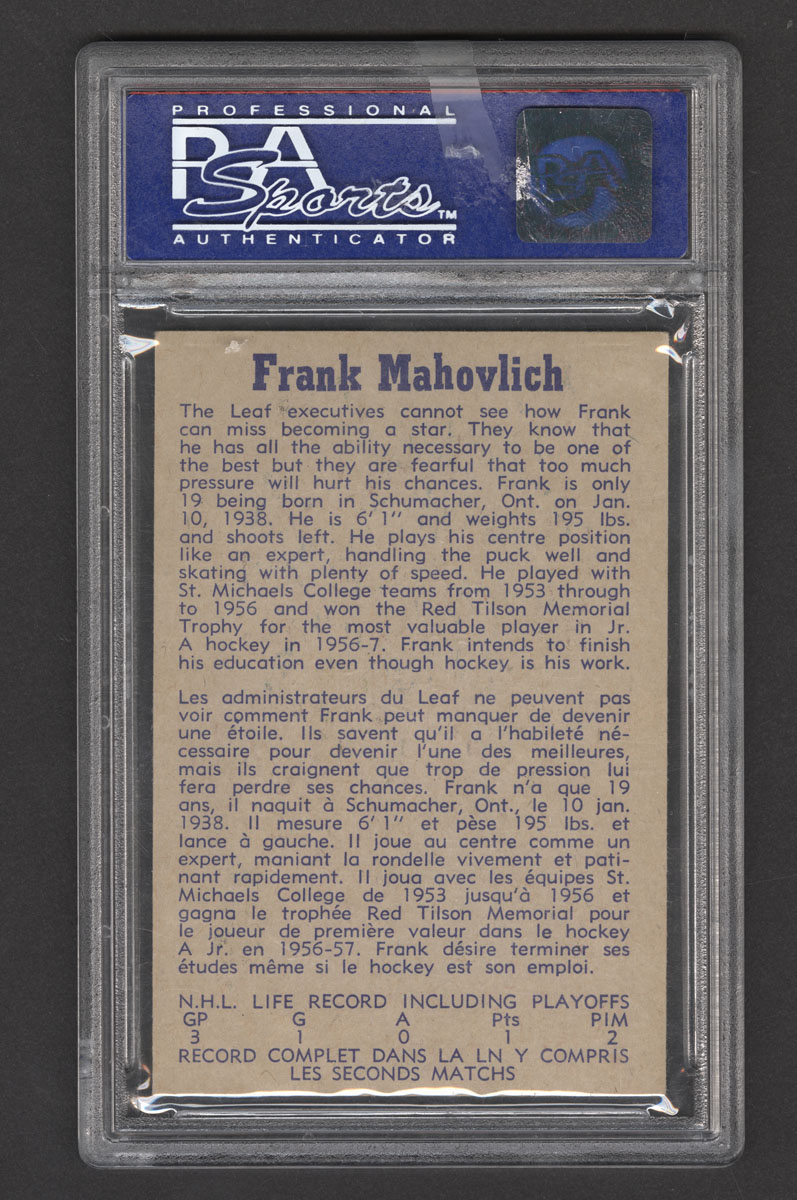 PROFESSIONAL
PSA
Sports™
AUTHENTICATOR
PSA
Frank Mahovlich
The Leaf executives cannot see how Frank
can miss becoming a star. They know that
he has all the ability necessary to be one of
the best but they are fearful that too much
pressure will hurt his chances. Frank is only
19 being born in Schumacher, Ont. on Jan.
10, 1938. He is 6' 1" and weights 195 lbs.
and shoots left. He plays his centre position
like an expert, handling the puck well and
skating with plenty of speed. He played with
St. Michaels College teams from 1953 through
to 1956 and won the Red Tilson Memorial
Trophy for the most valuable player in Jr.
A hockey in 1956-7. Frank intends to finish
his education even though hockey is his work.
Les administrateurs du Leaf ne peuvent pas
voir comment Frank peut manquer de devenir
une étoile. Ils savent qu'il a l'habileté né-
cessaire pour devenir l'une des meilleures,
mais ils craignent que trop de pression lui
fera perdre ses chances. Frank n'a que 19
ans, il naquit à Schumacher, Ont., le 10 jan.
1938. Il mesure 6' 1" et pèse 195 lbs. et
lance à gauche. Il joue au centre comme un
expert, maniant la rondelle vivement et pati-
nant rapidement. Il joua avec les équipes St.
Michaels College de 1953 jusqu'à 1956 et
gagna le trophée Red Tilson Memorial pour
le joueur de première valeur dans le hockey
A Jr. en 1956-57. Frank désire terminer ses
études même si le hockey est son emploi.
N.H.L. LIFE RECORD INCLUDING PLAYOFFS
GP G A Pts PIM
3 1 0 1 2
RECORD COMPLET DANS LA LN Y COMPRIS
LES SECONDS MATCHS